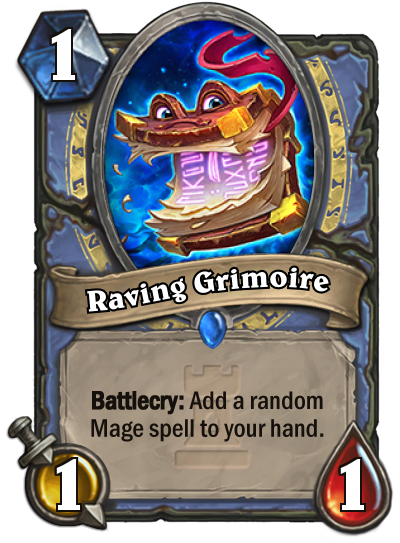 1
Raving Grimoire
Battlecry: Add a random
Mage spell to your hand.
1
1